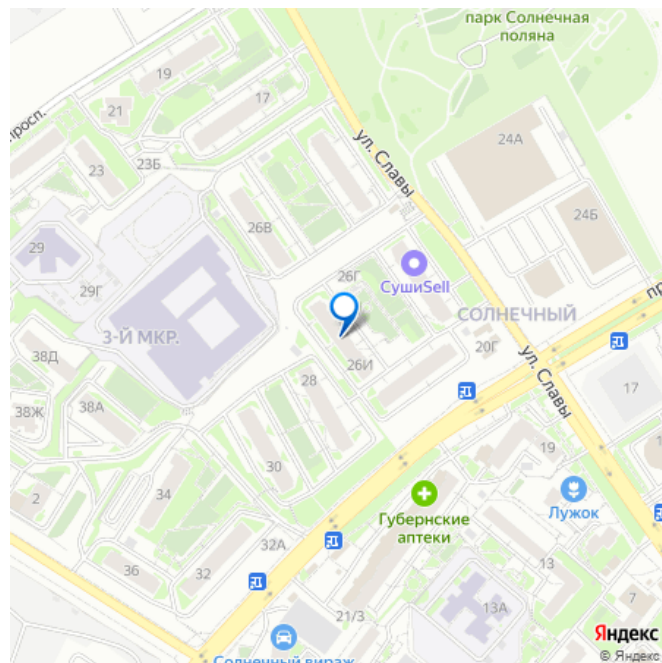 парк Солнечная
поляна
19
21
17
просп.
24А
ул. Славы
23
23Б
24Б
26В
29
29Г
26Г
СушиSell
СОЛНЕЧНЫЙ
3-Й МКР.
20Г
38Д
26И
ул. Славы
28
17
38Ж
38А
19
30
34
2
Губернские
аптеки
Лужок
32А
13
36
32
7
13А
21/3
Солнечный вираж
Яндекс
© Яндекс